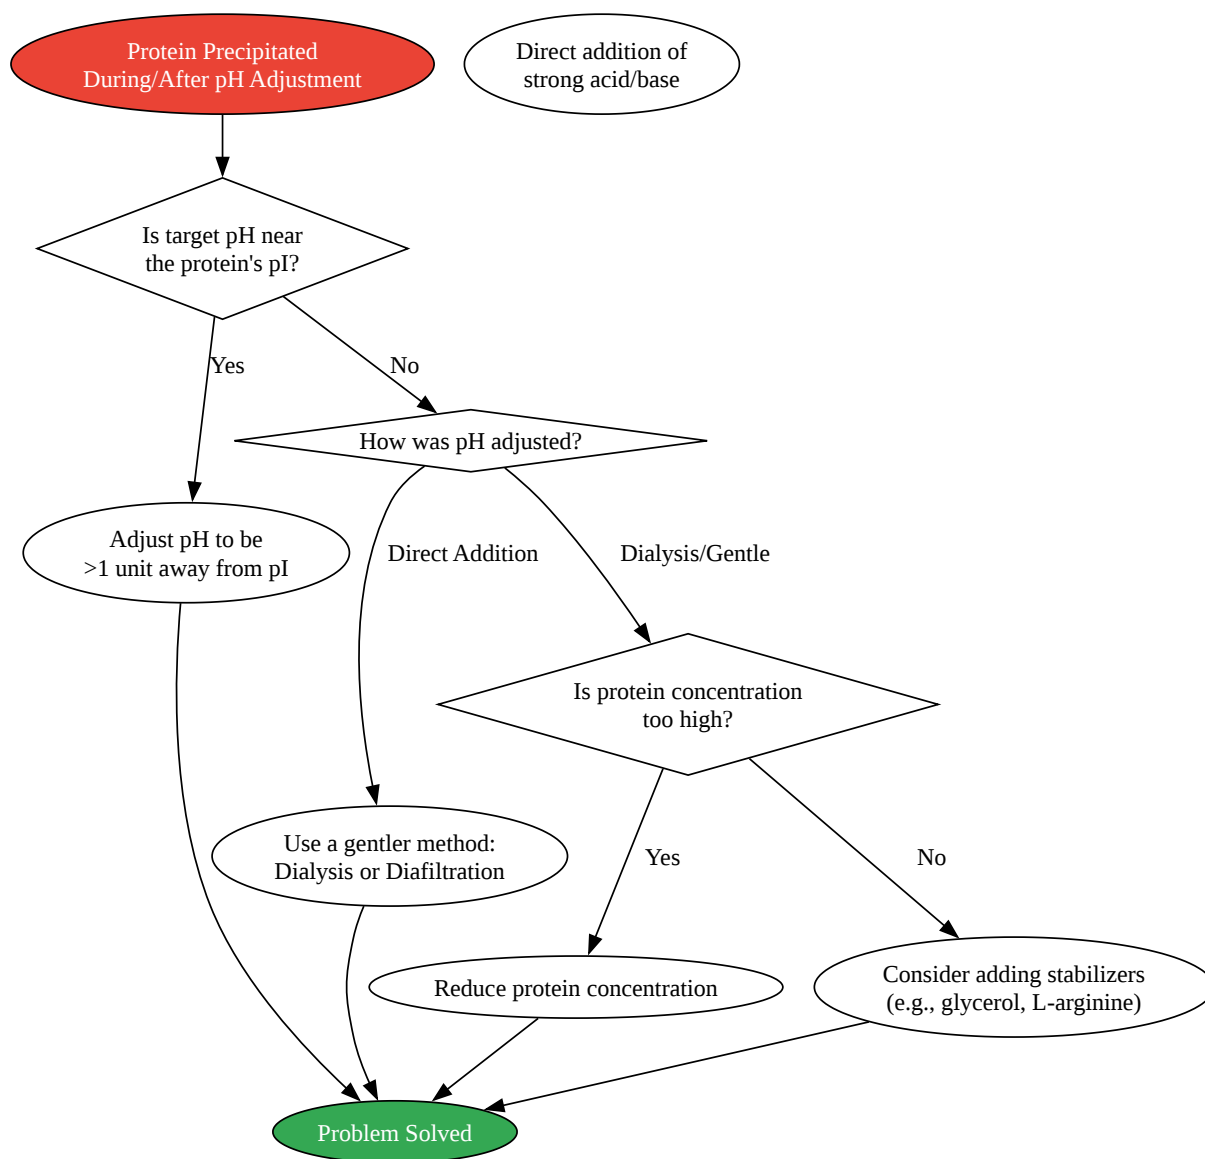 Protein Precipitated
During/After pH Adjustment
Direct addition of
strong acid/base
Is target pH near
the protein's pI?
Yes
No
How was pH adjusted?
Adjust pH to be
>1 unit away from pI
Direct Addition
Dialysis/Gentle
Is protein concentration
too high?
Use a gentler method:
Dialysis or Diafiltration
Yes
No
Reduce protein concentration
Consider adding stabilizers
(e.g., glycerol, L-arginine)
Problem Solved